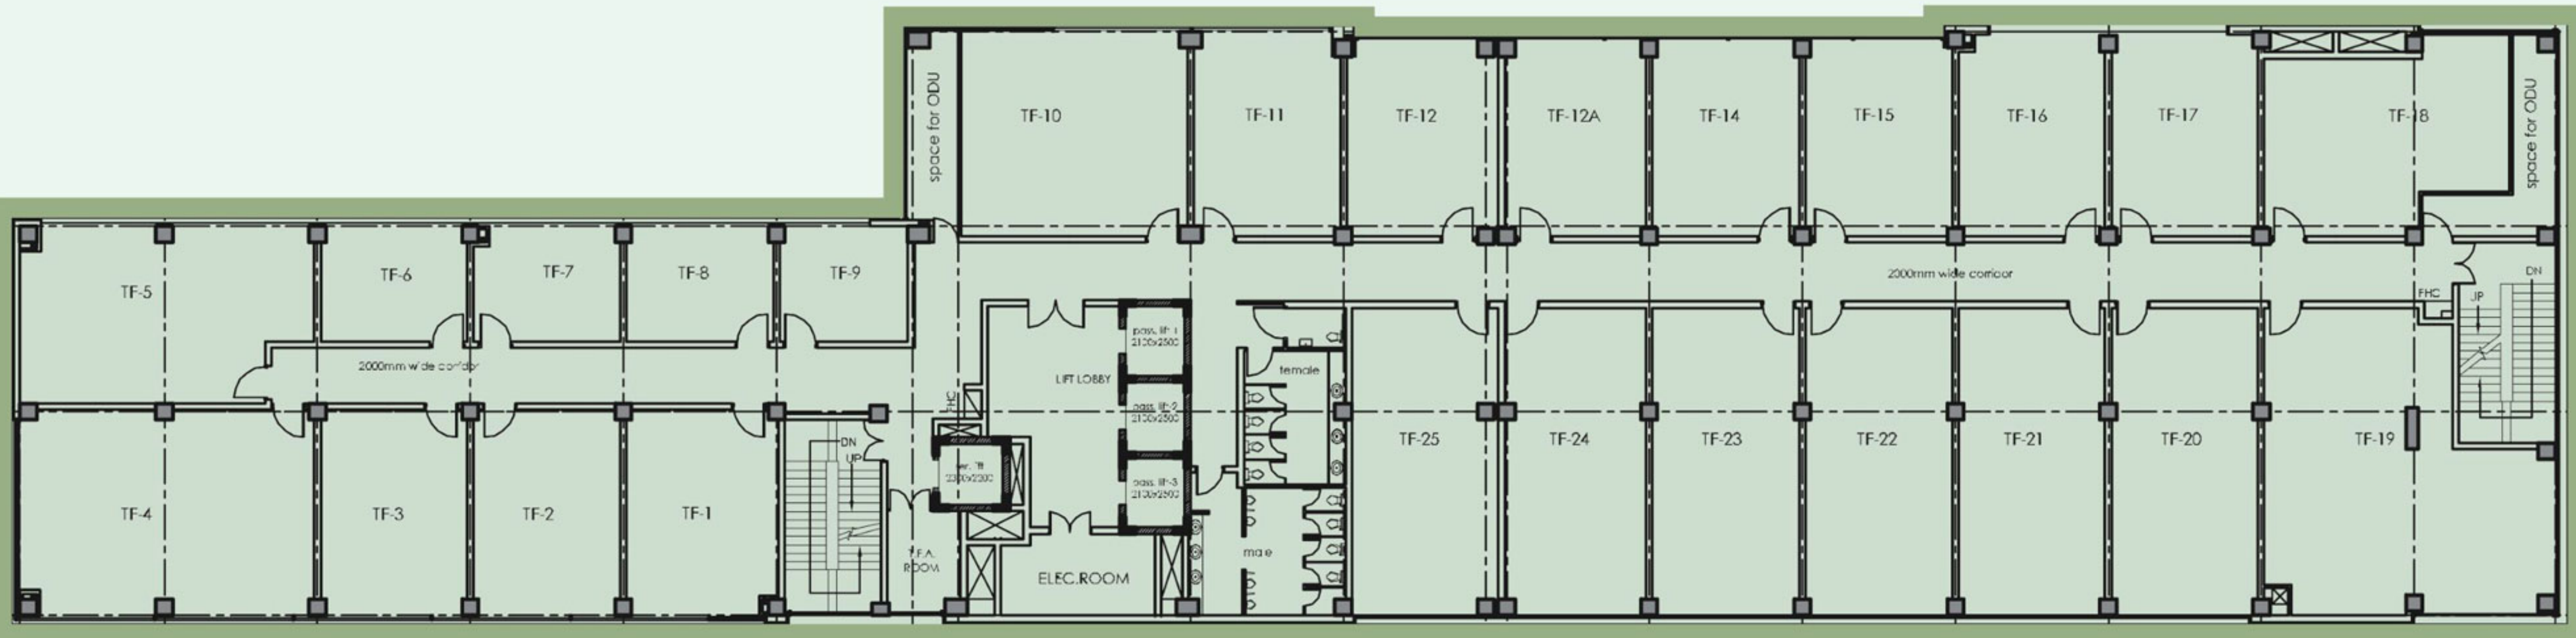 space for ODU
TF-10
TF-11
TF-12
TF-12A
TF-14
TF-15
TF-16
TF-17
TF-18
space for ODU
TF-5
TF-6
TF-7
TF-8
TF-9
2000mm wide corridor
2000mm wide corridor
DN
FHC
UP
pass. lift-1
2100x2500
LIFT LOBBY
pass. lift-2
2100x2500
pass. lift-3
2100x2500
FHC
female
TF-25
TF-24
TF-23
TF-22
TF-21
TF-20
TF-19
DN
UP
ser. lift
TF-4
TF-3
TF-2
TF-1
ROOM
ELEC.ROOM
male